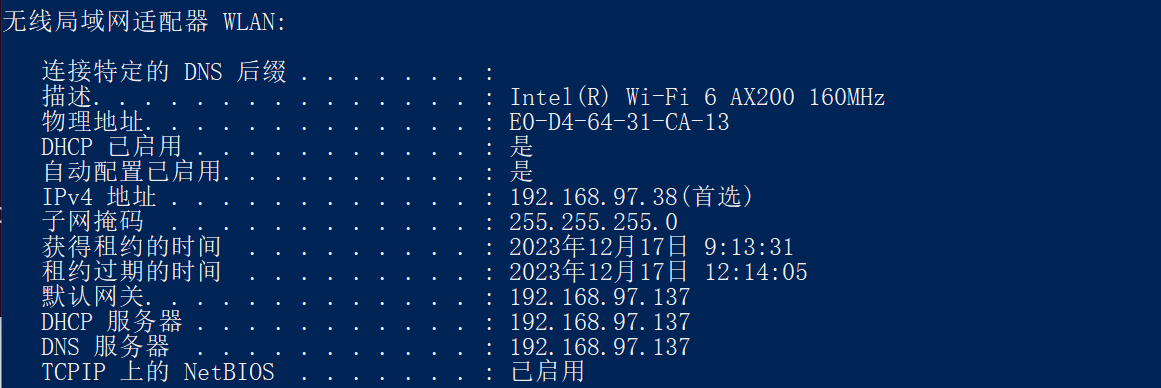 无线局域网适配器 WLAN:
连接特定的 DNS 后缀 . . . . . . . :
描述. . . . . . . . . . . . . . . : Intel(R) Wi-Fi 6 AX200 160MHz
物理地址. . . . . . . . . . . . . : E0-D4-64-31-CA-13
DHCP 已启用 . . . . . . . . . . . : 是
自动配置已启用. . . . . . . . . . : 是
IPv4 地址 . . . . . . . . . . . . : 192.168.97.38(首选)
子网掩码  . . . . . . . . . . . . : 255.255.255.0
获得租约的时间  . . . . . . . . . : 2023年12月17日 9:13:31
租约过期的时间  . . . . . . . . . : 2023年12月17日 12:14:05
默认网关. . . . . . . . . . . . . : 192.168.97.137
DHCP 服务器 . . . . . . . . . . . : 192.168.97.137
DNS 服务器  . . . . . . . . . . . : 192.168.97.137
TCPIP 上的 NetBIOS  . . . . . . . : 已启用